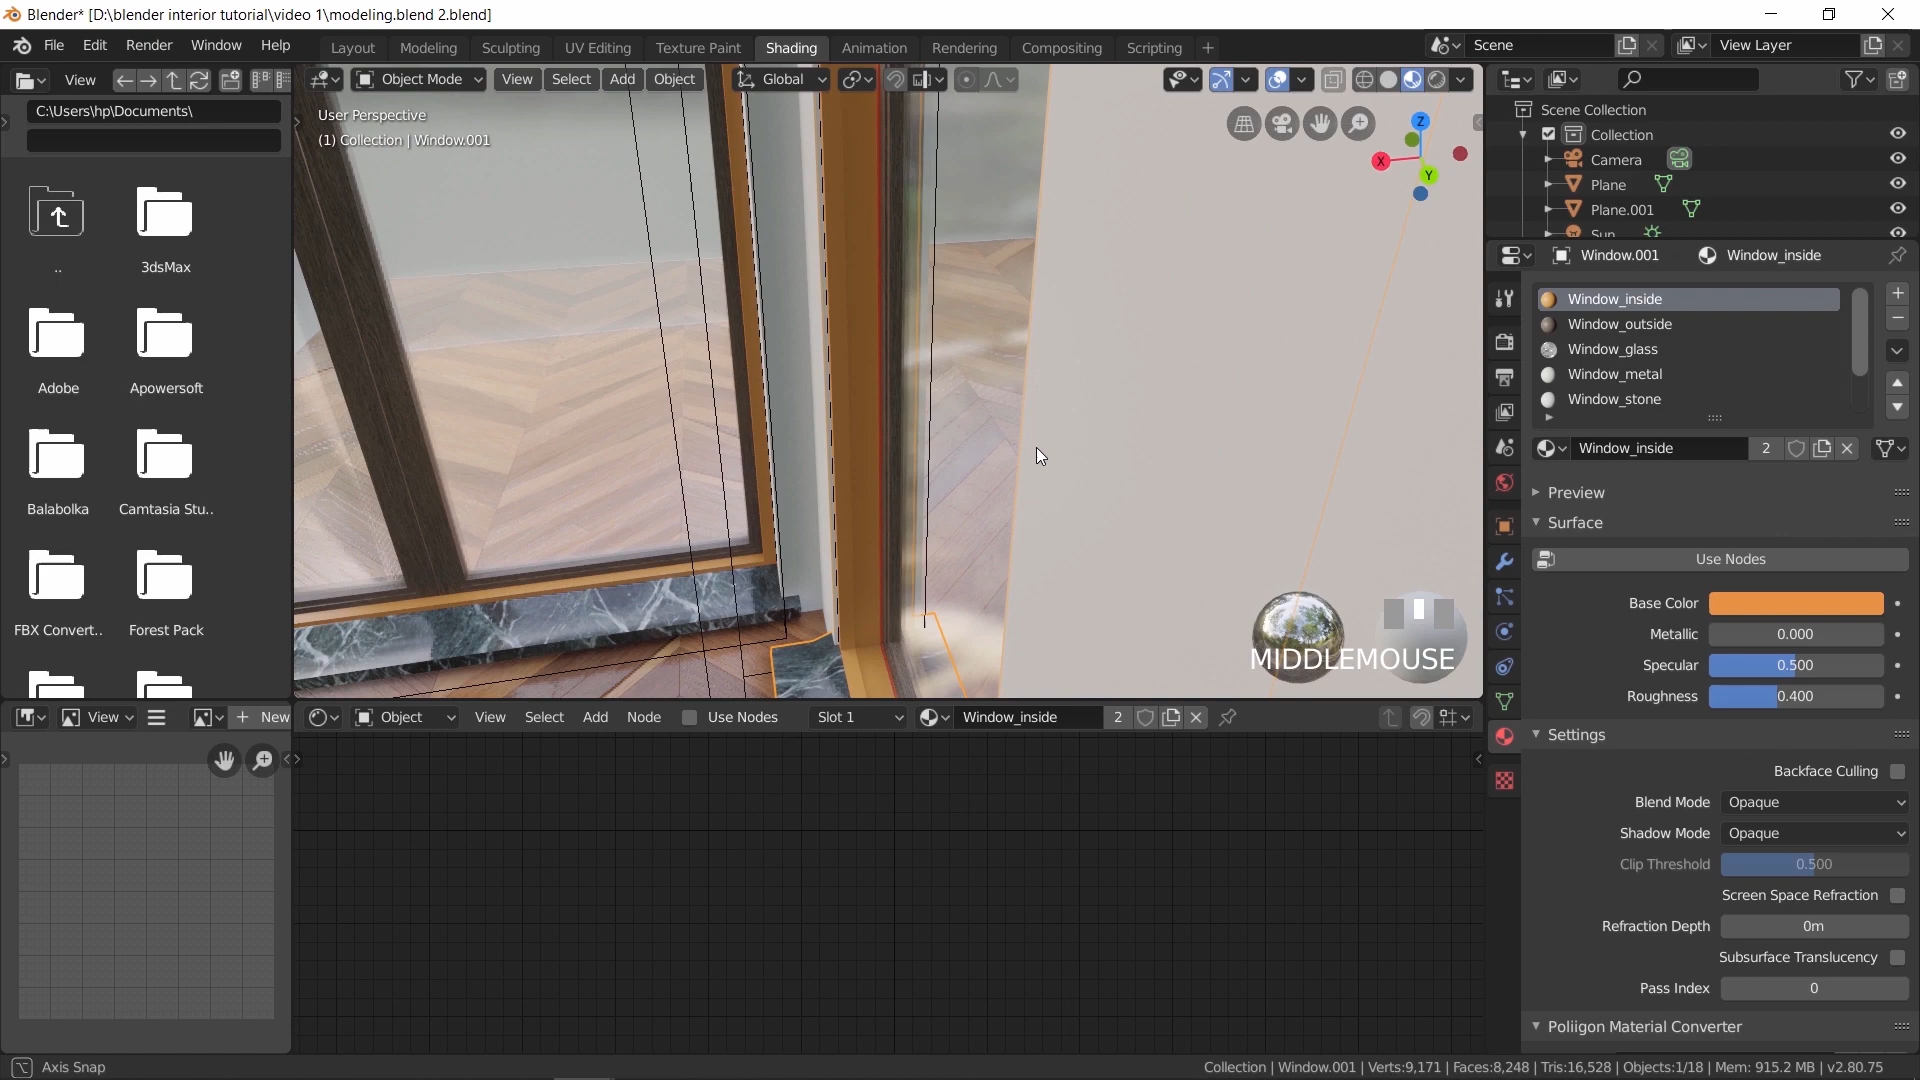 Blender* [D:\blender interior tutorial\video 1\modeling.blend 2.blend]
File Edit Render Window Help
Layout Modeling Sculpting UV Editing Texture Paint Shading Animation Rendering Compositing Scripting +
Scene
View Layer
View
C:\Users\hp\Documents\
..
3dsMax
Adobe
Apowersoft
Balabolka
Camtasia Stu..
FBX Convert..
Forest Pack
Object Mode View Select Add Object Global
User Perspective
(1) Collection | Window.001
Z
X
Y
MIDDLEMOUSE
View
New
Object View Select Add Node Use Nodes Slot 1 Window_inside 2
Scene Collection
Collection
Camera
Plane
Plane.001
Sun
Window.001 Window_inside
Window_inside
Window_outside
Window_glass
Window_metal
Window_stone
Window_inside 2
Preview
Surface
Use Nodes
Base Color
Metallic 0.000
Specular 0.500
Roughness 0.400
Settings
Backface Culling
Blend Mode Opaque
Shadow Mode Opaque
Clip Threshold 0.500
Screen Space Refraction
Refraction Depth 0m
Subsurface Translucency
Pass Index 0
Poliigon Material Converter
Axis Snap
Collection | Window.001 | Verts:9,171 | Faces:8,248 | Tris:16,528 | Objects:1/18 | Mem: 915.2 MB | v2.80.75